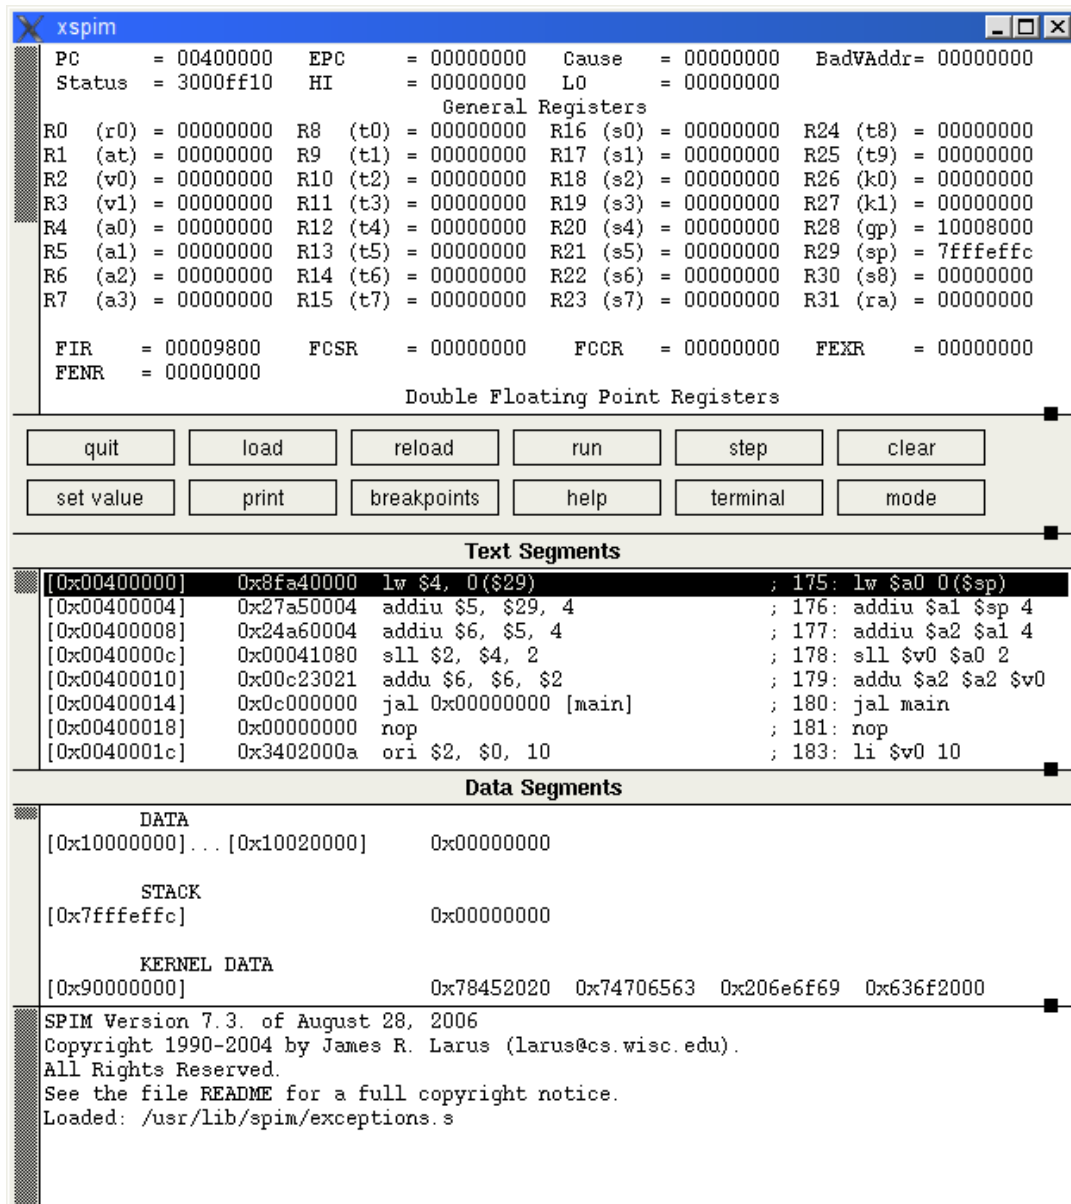 xspim
PC = 00400000 EPC = 00000000 Cause = 00000000 BadVAddr= 00000000
Status = 3000ff10 HI = 00000000 LO = 00000000
General Registers
R0 (r0) = 00000000 R8 (t0) = 00000000 R16 (s0) = 00000000 R24 (t8) = 00000000
R1 (at) = 00000000 R9 (t1) = 00000000 R17 (s1) = 00000000 R25 (t9) = 00000000
R2 (v0) = 00000000 R10 (t2) = 00000000 R18 (s2) = 00000000 R26 (k0) = 00000000
R3 (v1) = 00000000 R11 (t3) = 00000000 R19 (s3) = 00000000 R27 (k1) = 00000000
R4 (a0) = 00000000 R12 (t4) = 00000000 R20 (s4) = 00000000 R28 (gp) = 10008000
R5 (a1) = 00000000 R13 (t5) = 00000000 R21 (s5) = 00000000 R29 (sp) = 7fffeffc
R6 (a2) = 00000000 R14 (t6) = 00000000 R22 (s6) = 00000000 R30 (s8) = 00000000
R7 (a3) = 00000000 R15 (t7) = 00000000 R23 (s7) = 00000000 R31 (ra) = 00000000
FIR = 00009800 FCSR = 00000000 FCCR = 00000000 FEXR = 00000000
FENR = 00000000
Double Floating Point Registers
quit load reload run step clear
set value print breakpoints help terminal mode
Text Segments
[0x00400000] 0x8fa40000 lw $4, 0($29) ; 175: lw $a0 0($sp)
[0x00400004] 0x27a50004 addiu $5, $29, 4 ; 176: addiu $a1 $sp 4
[0x00400008] 0x24a60004 addiu $6, $5, 4 ; 177: addiu $a2 $a1 4
[0x0040000c] 0x00041080 sll $2, $4, 2 ; 178: sll $v0 $a0 2
[0x00400010] 0x00c23021 addu $6, $6, $2 ; 179: addu $a2 $a2 $v0
[0x00400014] 0x0c000000 jal 0x00000000 [main] ; 180: jal main
[0x00400018] 0x00000000 nop ; 181: nop
[0x0040001c] 0x3402000a ori $2, $0, 10 ; 183: li $v0 10
Data Segments
DATA
[0x10000000]...[0x10020000] 0x00000000
STACK
[0x7fffeffc] 0x00000000
KERNEL DATA
[0x90000000] 0x78452020 0x74706563 0x206e6f69 0x636f2000
SPIM Version 7.3. of August 28, 2006
Copyright 1990-2004 by James R. Larus (larus@cs.wisc.edu).
All Rights Reserved.
See the file README for a full copyright notice.
Loaded: /usr/lib/spim/exceptions.s